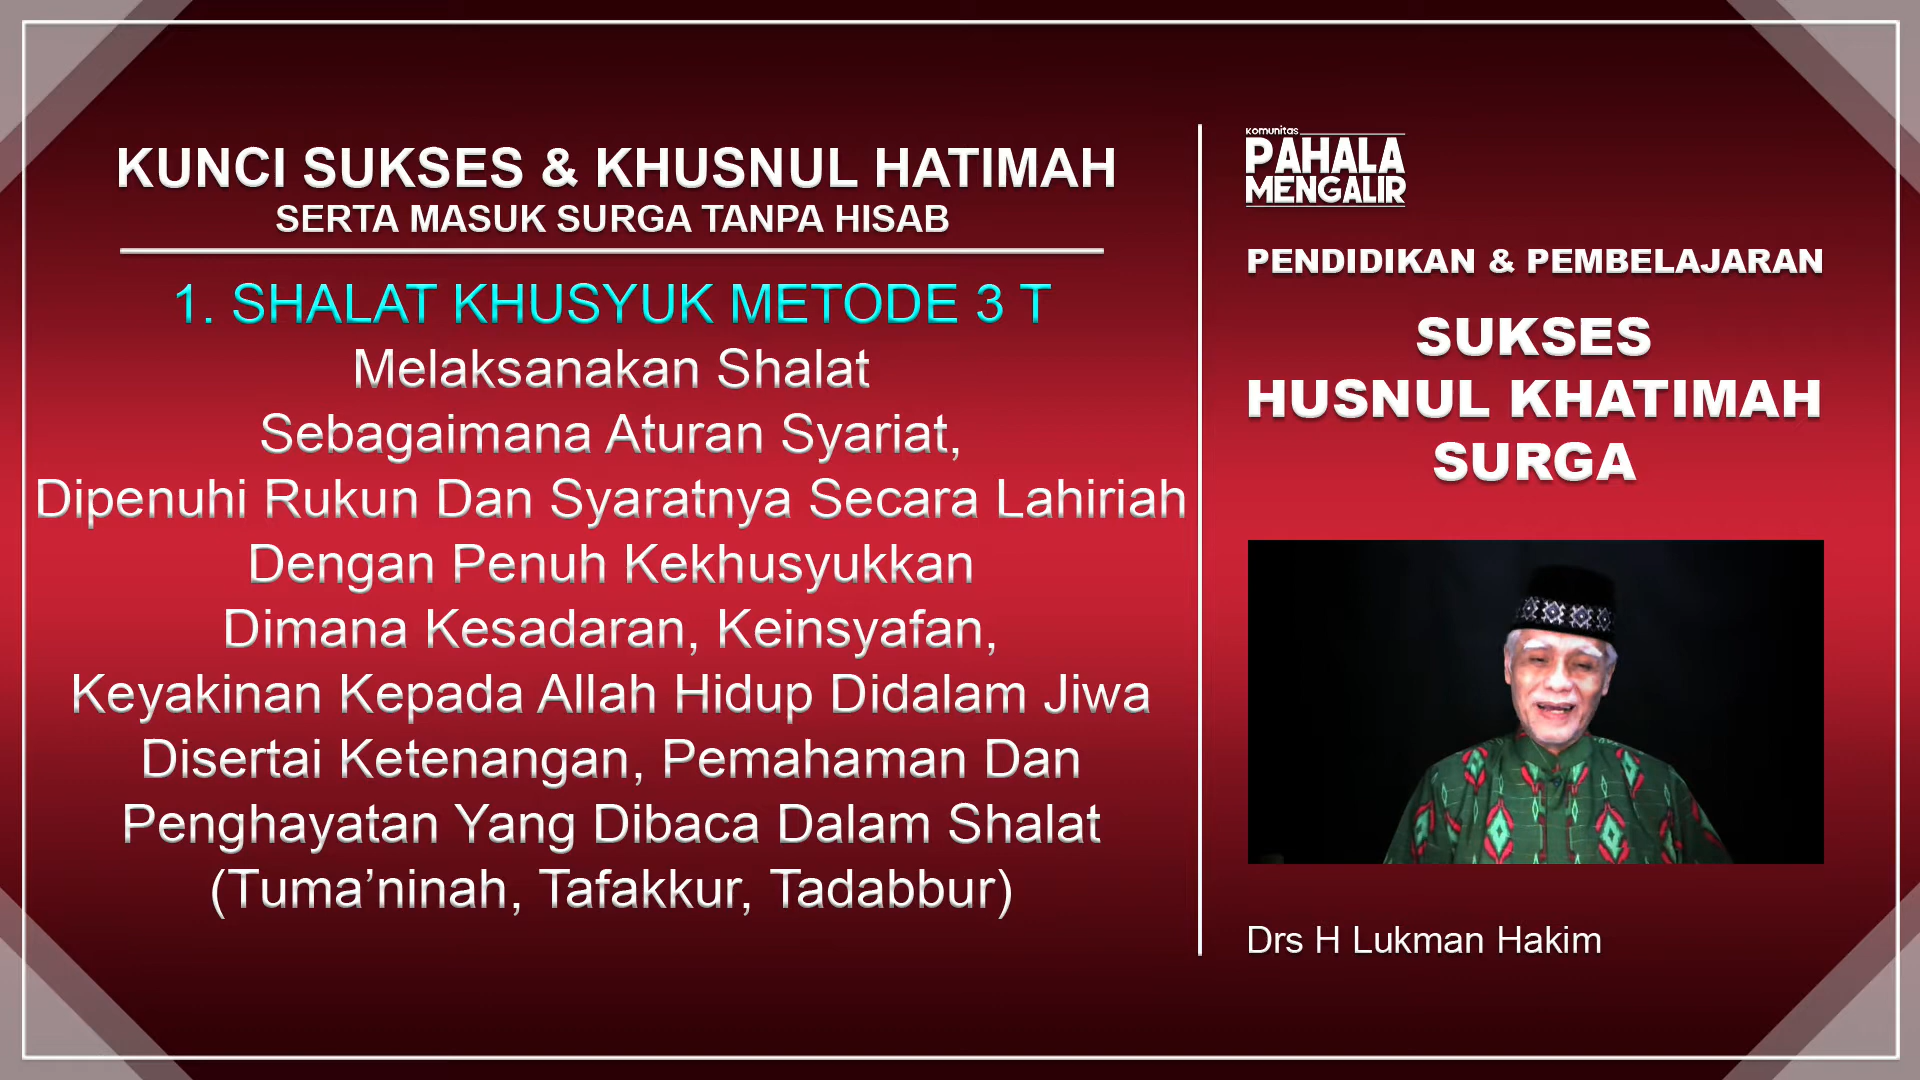 KUNCI SUKSES & KHUSNUL HATIMAH
SERTA MASUK SURGA TANPA HISAB
1. SHALAT KHUSYUK METODE 3 T
Melaksanakan Shalat
Sebagaimana Aturan Syariat,
Dipenuhi Rukun Dan Syaratnya Secara Lahiriah
Dengan Penuh Kekhusyukkan
Dimana Kesadaran, Keinsyafan,
Keyakinan Kepada Allah Hidup Didalam Jiwa
Disertai Ketenangan, Pemahaman Dan
Penghayatan Yang Dibaca Dalam Shalat
(Tuma’ninah, Tafakkur, Tadabbur)
komunitas
PAHALA
MENGALIR
PENDIDIKAN & PEMBELAJARAN
SUKSES
HUSNUL KHATIMAH
SURGA
Drs H Lukman Hakim